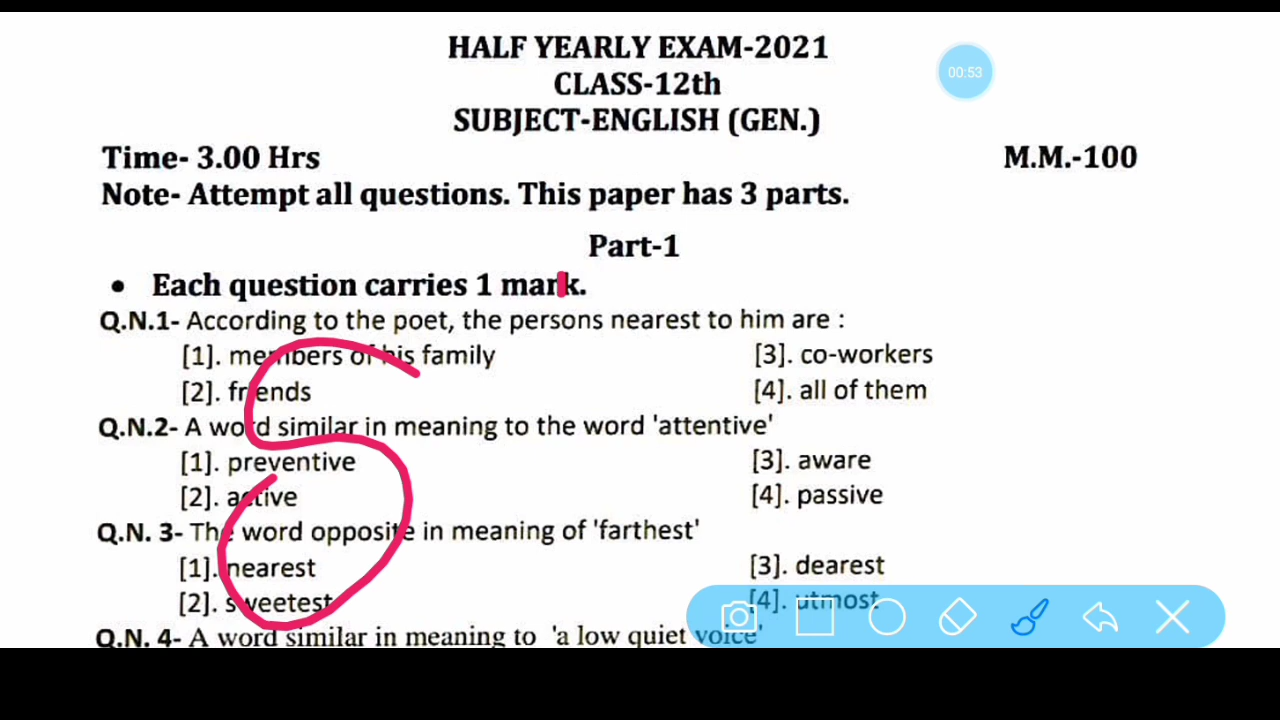 HALF YEARLY EXAM-2021
00:53
CLASS-12th
SUBJECT-ENGLISH (GEN.)
Time- 3.00 Hrs M.M.-100
Note- Attempt all questions. This paper has 3 parts.
Part-1
• Each question carries 1 mark.
Q.N.1- According to the poet, the persons nearest to him are :
[1]. members of his family [3]. co-workers
[2]. friends [4]. all of them
Q.N.2- A word similar in meaning to the word 'attentive'
[1]. preventive [3]. aware
[2]. active [4]. passive
Q.N. 3- The word opposite in meaning of 'farthest'
[1]. nearest [3]. dearest
[2]. sweetest [4]. utmost
Q.N. 4- A word similar in meaning to 'a low quiet voice'